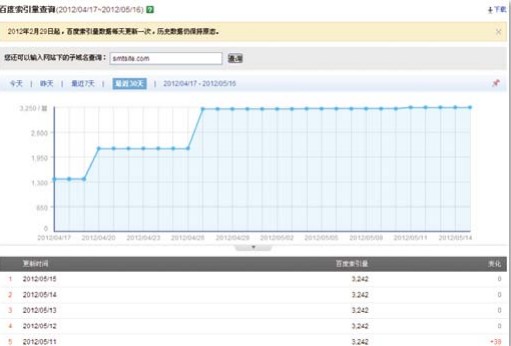 百度索引量查询(2012/04/17~2012/05/16) ?
下载
2012年2月29日起，百度索引量数据每天更新一次，历史数据仍保持原态。
您还可以输入网站下的子域名查询： smtsite.com 查询
今天 | 昨天 | 最近7天 | 最近30天 | 2012/04/17 - 2012/05/16
3,250
2,600
1,950
1,300
650
0
2012/04/17 2012/04/20 2012/04/23 2012/04/26 2012/04/29 2012/05/02 2012/05/05 2012/05/08 2012/05/11 2012/05/14
更新时间 百度索引量 变化
1 2012/05/15 3,242 0
2 2012/05/14 3,242 0
3 2012/05/13 3,242 0
4 2012/05/12 3,242 0
5 2012/05/11 3,242 +39